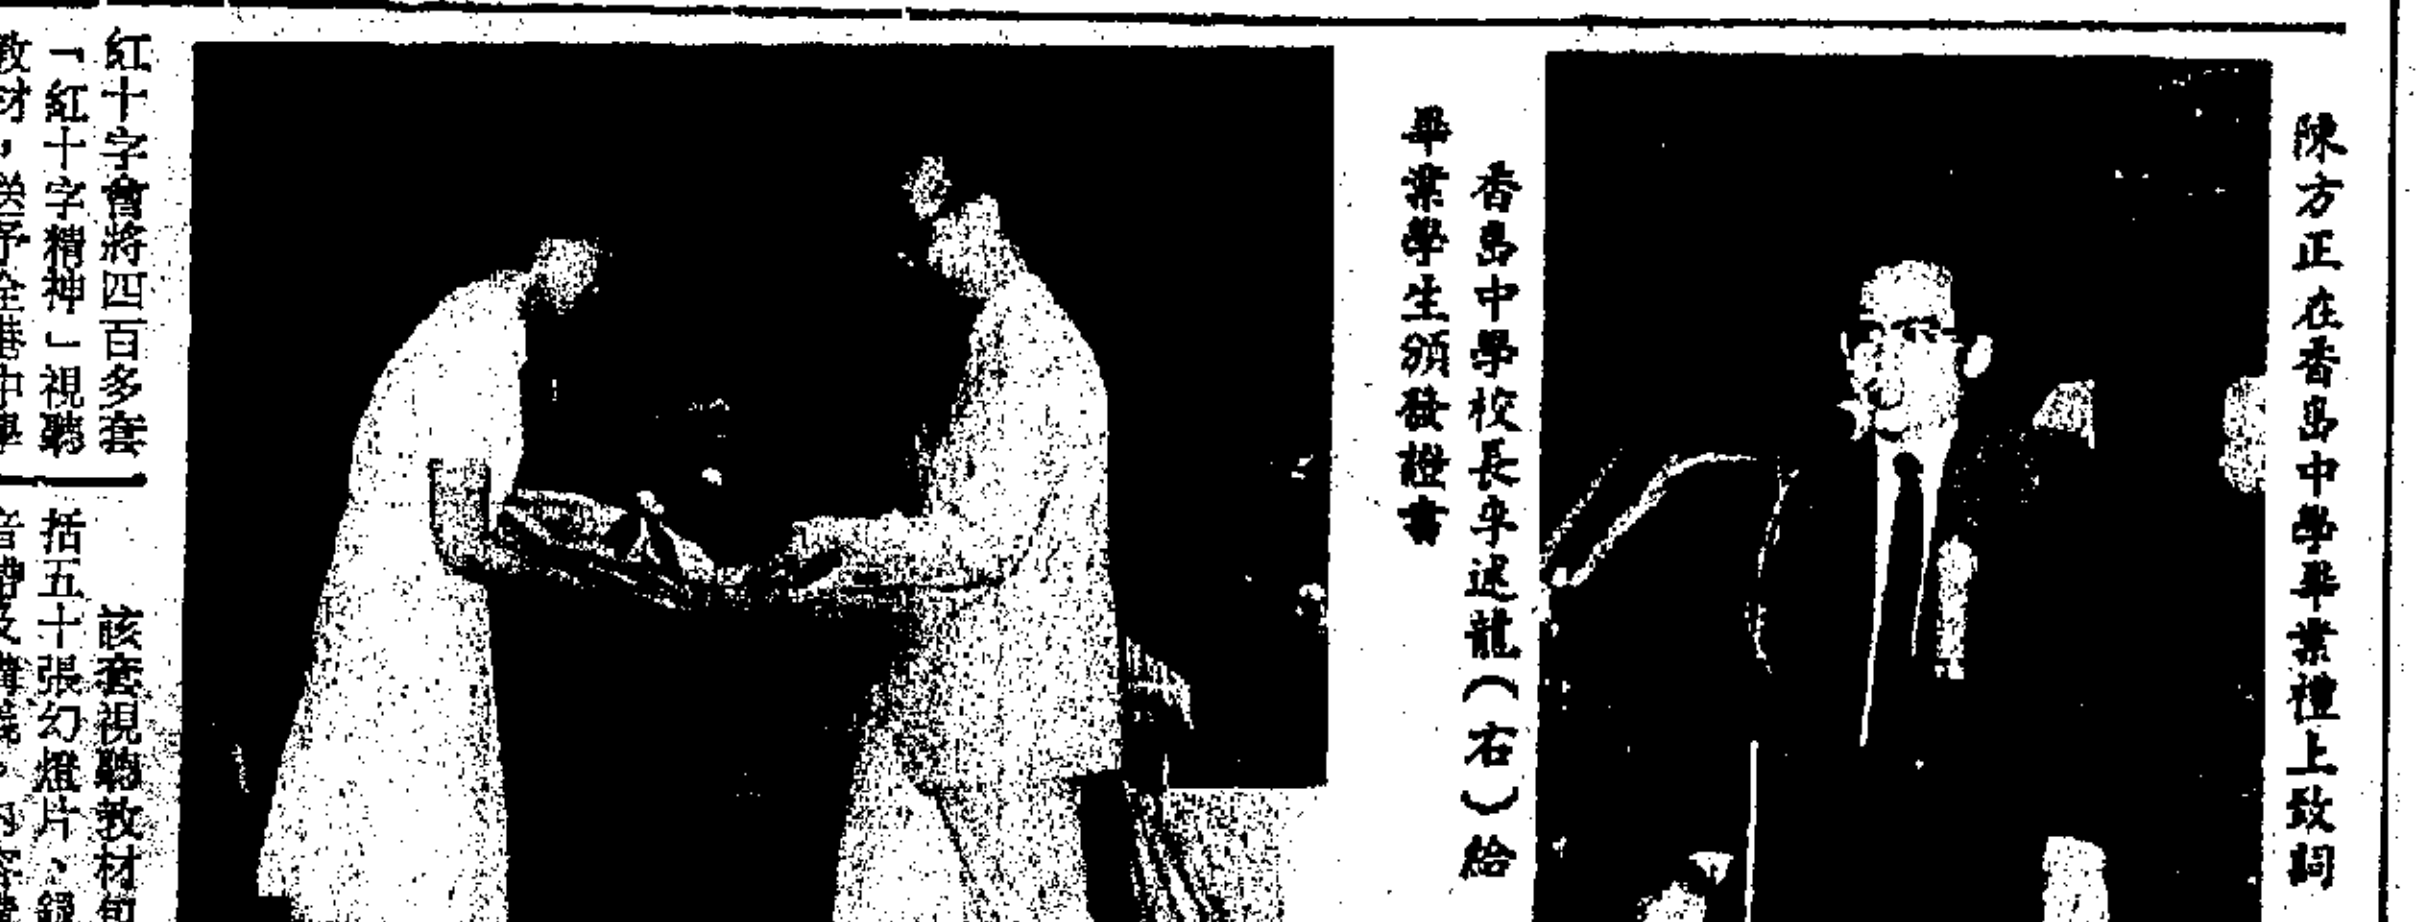 陳方正在香島中學畢業禮上致詞
香島中學校長李述龍(右)給
畢業學生頒發證書
紅十字會將四百多套
「紅十字精神」視聽
教材,送予全港中學
該套視聽教材包
括五十張幻燈片、錄